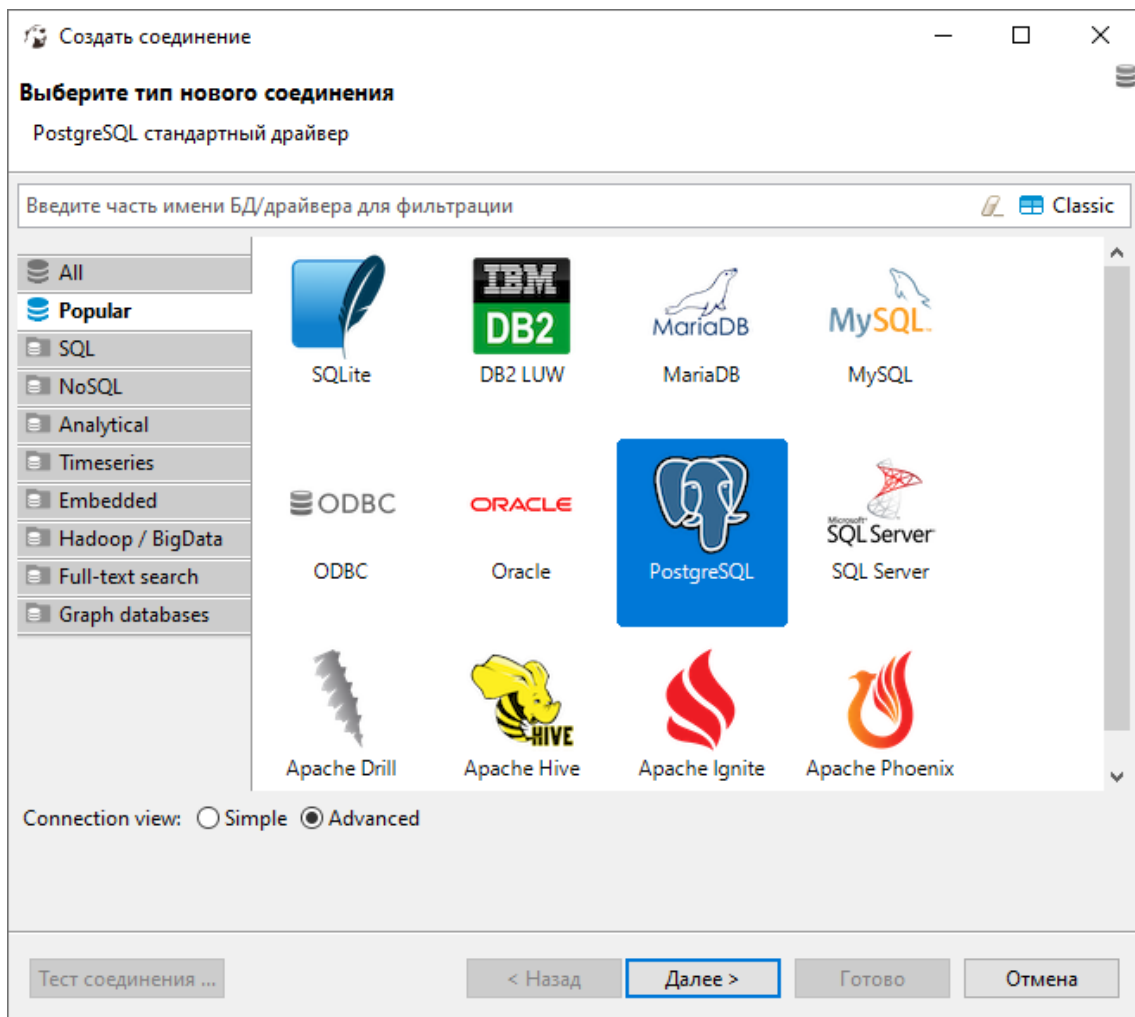 Создать соединение
Выберите тип нового соединения
PostgreSQL стандартный драйвер
Введите часть имени БД/драйвера для фильтрации
Classic
All
Popular
SQL
NoSQL
Analytical
Timeseries
Embedded
Hadoop / BigData
Full-text search
Graph databases
IBM
DB2
MariaDB
MySQL
SQLite
DB2 LUW
MariaDB
MySQL
ODBC
ORACLE
Microsoft
SQL Server
ODBC
Oracle
PostgreSQL
SQL Server
HIVE
Apache Drill
Apache Hive
Apache Ignite
Apache Phoenix
Connection view:
Simple
Advanced
Тест соединения ...
< Назад
Далее >
Готово
Отмена